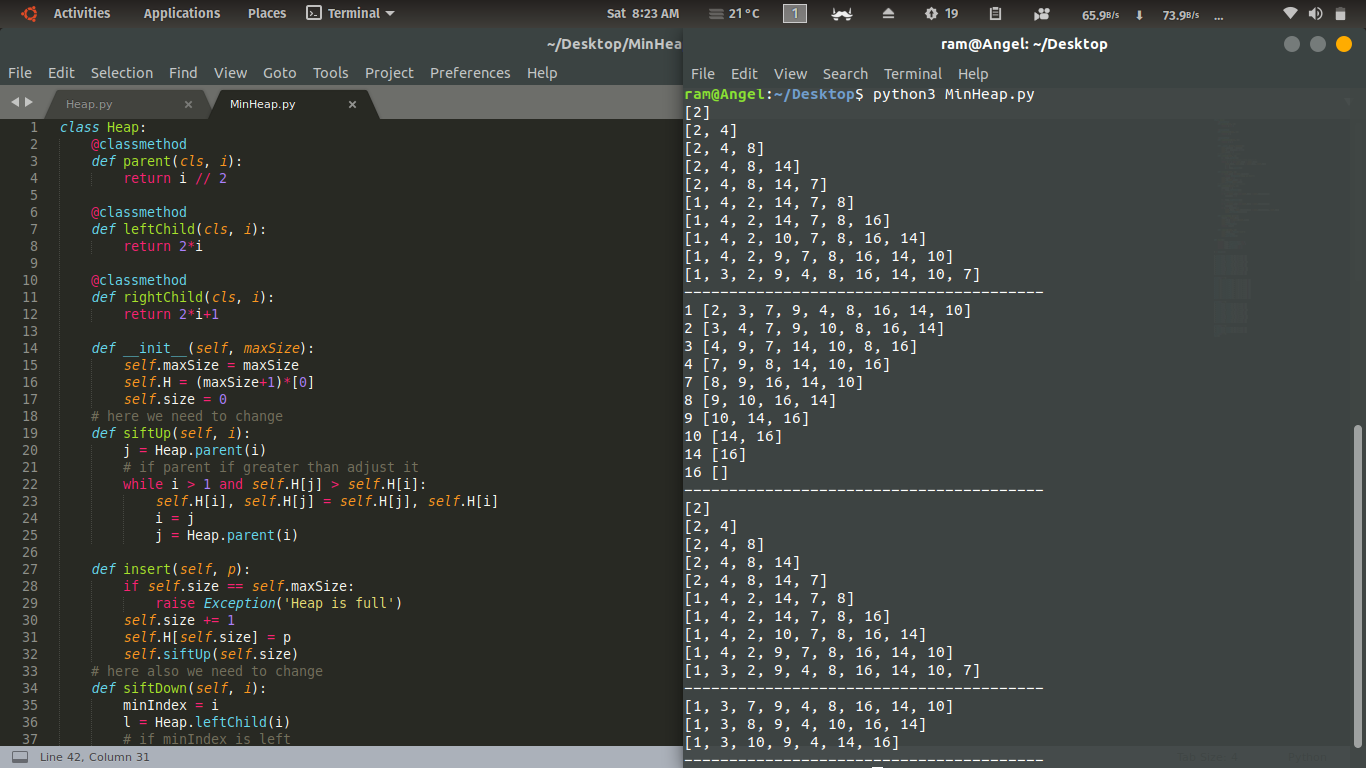 Activities Applications Places Terminal Sat 8:23 AM 21 °C 1 19 65.9B/s ↓ 73.9B/s ...
~/Desktop/MinHea
File Edit Selection Find View Goto Tools Project Preferences Help
Heap.py × MinHeap.py ×
1 class Heap:
2     @classmethod
3     def parent(cls, i):
4         return i // 2
5
6     @classmethod
7     def leftChild(cls, i):
8         return 2*i
9
10     @classmethod
11     def rightChild(cls, i):
12         return 2*i+1
13
14     def __init__(self, maxSize):
15         self.maxSize = maxSize
16         self.H = (maxSize+1)*[0]
17         self.size = 0
18     # here we need to change
19     def siftUp(self, i):
20         j = Heap.parent(i)
21         # if parent if greater than adjust it
22         while i > 1 and self.H[j] > self.H[i]:
23             self.H[i], self.H[j] = self.H[j], self.H[i]
24             i = j
25             j = Heap.parent(i)
26
27     def insert(self, p):
28         if self.size == self.maxSize:
29             raise Exception('Heap is full')
30         self.size += 1
31         self.H[self.size] = p
32         self.siftUp(self.size)
33     # here also we need to change
34     def siftDown(self, i):
35         minIndex = i
36         l = Heap.leftChild(i)
37         # if minIndex is left
Line 42, Column 31
ram@Angel: ~/Desktop
File Edit View Search Terminal Help
ram@Angel:~/Desktop$ python3 MinHeap.py
[2]
[2, 4]
[2, 4, 8]
[2, 4, 8, 14]
[2, 4, 8, 14, 7]
[1, 4, 2, 14, 7, 8]
[1, 4, 2, 14, 7, 8, 16]
[1, 4, 2, 10, 7, 8, 16, 14]
[1, 4, 2, 9, 7, 8, 16, 14, 10]
[1, 3, 2, 9, 4, 8, 16, 14, 10, 7]
----------------------------------------
1 [2, 3, 7, 9, 4, 8, 16, 14, 10]
2 [3, 4, 7, 9, 10, 8, 16, 14]
3 [4, 9, 7, 14, 10, 8, 16]
4 [7, 9, 8, 14, 10, 16]
7 [8, 9, 16, 14, 10]
8 [9, 10, 16, 14]
9 [10, 14, 16]
10 [14, 16]
14 [16]
16 []
----------------------------------------
[2]
[2, 4]
[2, 4, 8]
[2, 4, 8, 14]
[2, 4, 8, 14, 7]
[1, 4, 2, 14, 7, 8]
[1, 4, 2, 14, 7, 8, 16]
[1, 4, 2, 10, 7, 8, 16, 14]
[1, 4, 2, 9, 7, 8, 16, 14, 10]
[1, 3, 2, 9, 4, 8, 16, 14, 10, 7]
----------------------------------------
[1, 3, 7, 9, 4, 8, 16, 14, 10]
[1, 3, 8, 9, 4, 10, 16, 14]
[1, 3, 10, 9, 4, 14, 16]
----------------------------------------